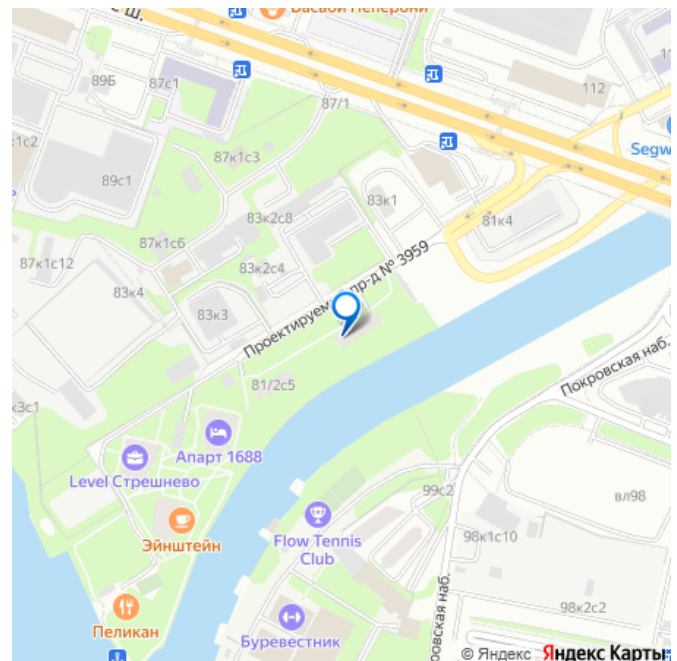 Васаби Пеперони
Ш.
89Б
87с1
112
87/1
87к1с3
Segw
89с1
83к1
83к2с8
81к4
87к1с6
87к1с12
83к2с4
83к4
83к3
Проектируемый пр-д № 3959
Покровская наб.
81/2с5
Апарт 1688
Level Стрешнево
99с2
вл98
Эйнштейн
Flow Tennis
Club
98к1с10
98к2с2
Пеликан
Буревестник
ровская наб.
© Яндекс Яндекс Карты